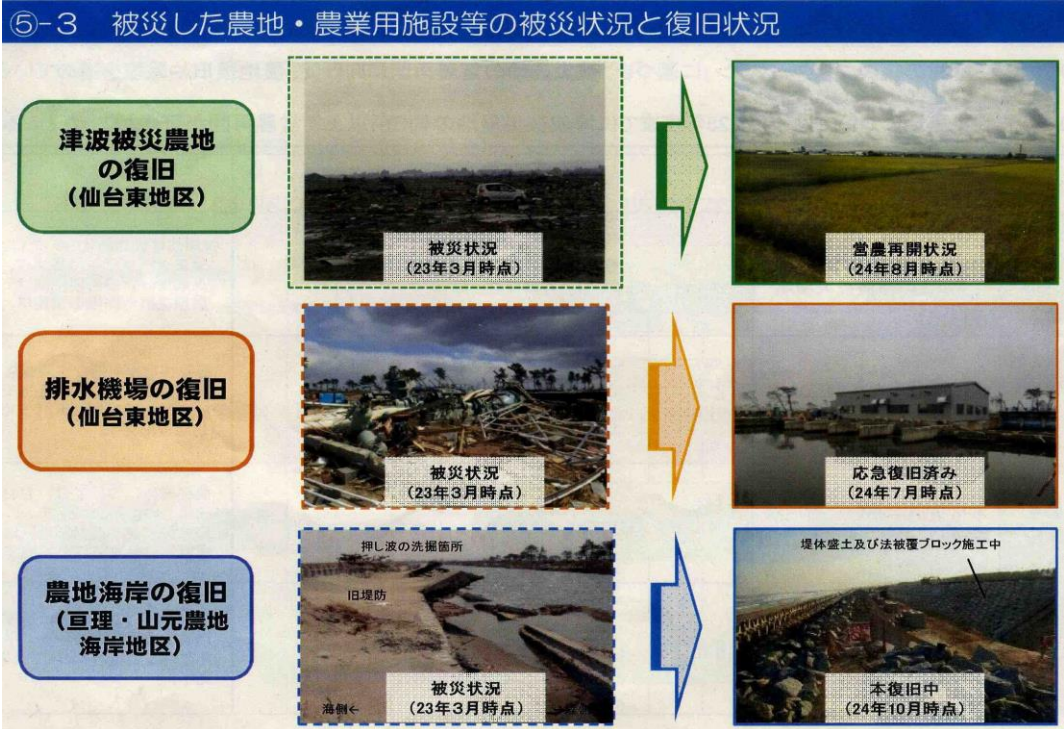 ⑤-3 被災した農地・農業用施設等の被災状況と復旧状況
津波被災農地
の復旧
(仙台東地区)
被災状況
(23年3月時点)
営農再開状況
(24年8月時点)
排水機場の復旧
(仙台東地区)
被災状況
(23年3月時点)
応急復旧済み
(24年7月時点)
農地海岸の復旧
(亘理・山元農地
海岸地区)
押し波の洗掘箇所
旧堤防
海側←
被災状況
(23年3月時点)
堤体盛土及び法被覆ブロック施工中
本復旧中
(24年10月時点)